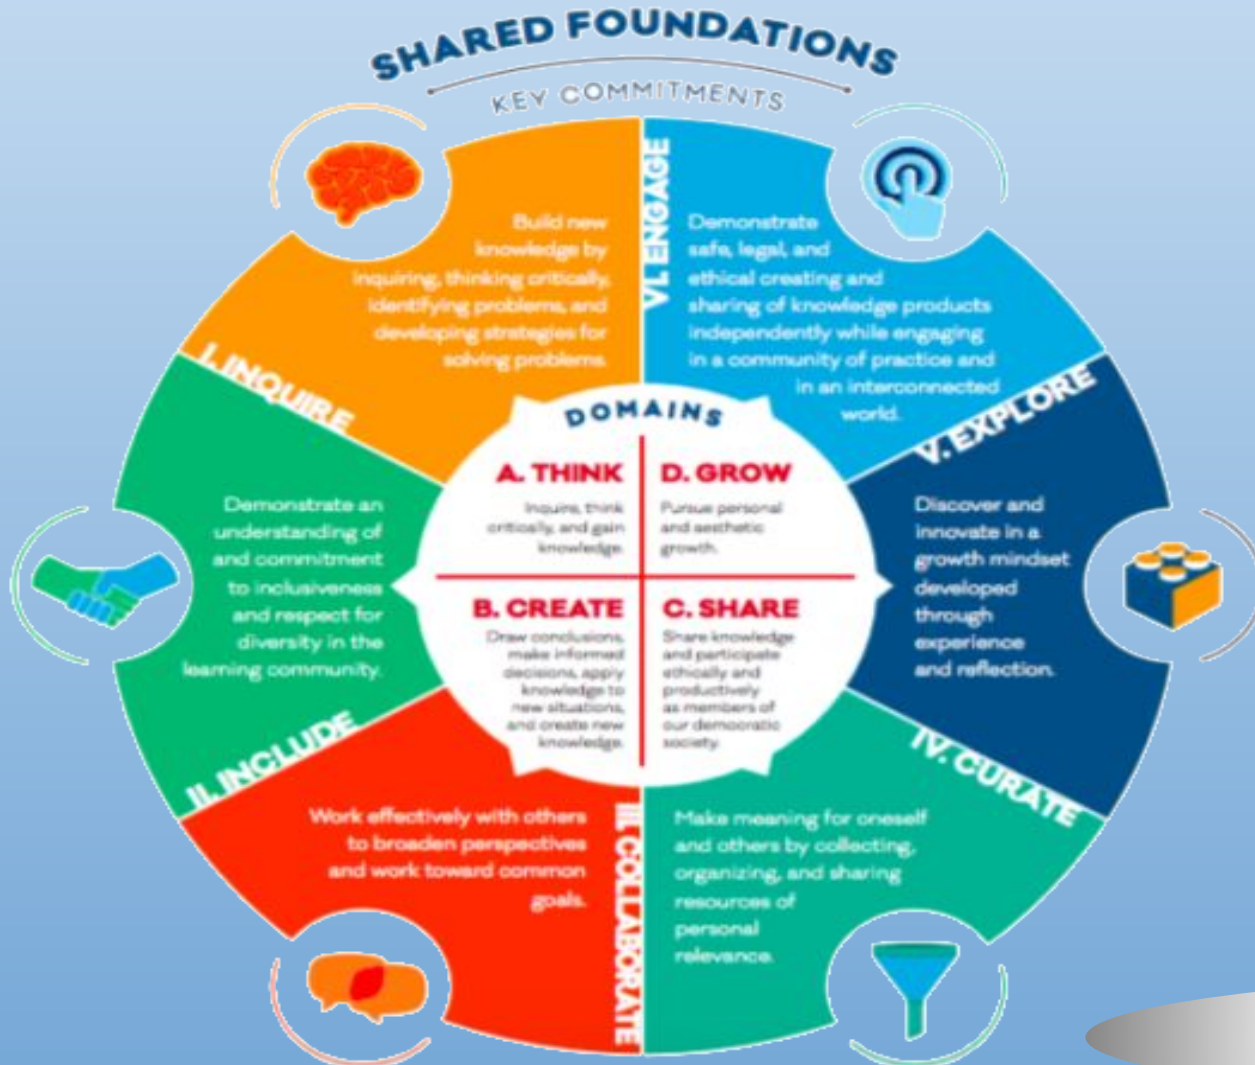 SHARED FOUNDATIONS
KEY COMMITMENTS
I. INQUIRE
Build new
knowledge by
inquiring, thinking critically,
identifying problems, and
developing strategies for
solving problems.
VI. ENGAGE
Demonstrate
safe, legal, and
ethical creating and
sharing of knowledge products
independently while engaging
in a community of practice and
in an interconnected
world.
II. INCLUDE
Demonstrate an
understanding of
and commitment
to inclusiveness
and respect for
diversity in the
learning community.
DOMAINS
A. THINK
Inquire, think
critically, and gain
knowledge.
D. GROW
Pursue personal
and aesthetic
growth.
B. CREATE
Draw conclusions,
make informed
decisions, apply
knowledge to
new situations,
and create new
knowledge.
C. SHARE
Share knowledge
and participate
ethically and
productively
as members of
our democratic
society.
V. EXPLORE
Discover and
innovate in a
growth mindset
developed
through
experience
and reflection.
III. COLLABORATE
Work effectively with others
to broaden perspectives
and work toward common
goals.
IV. CURATE
Make meaning for oneself
and others by collecting,
organizing, and sharing
resources of
personal
relevance.